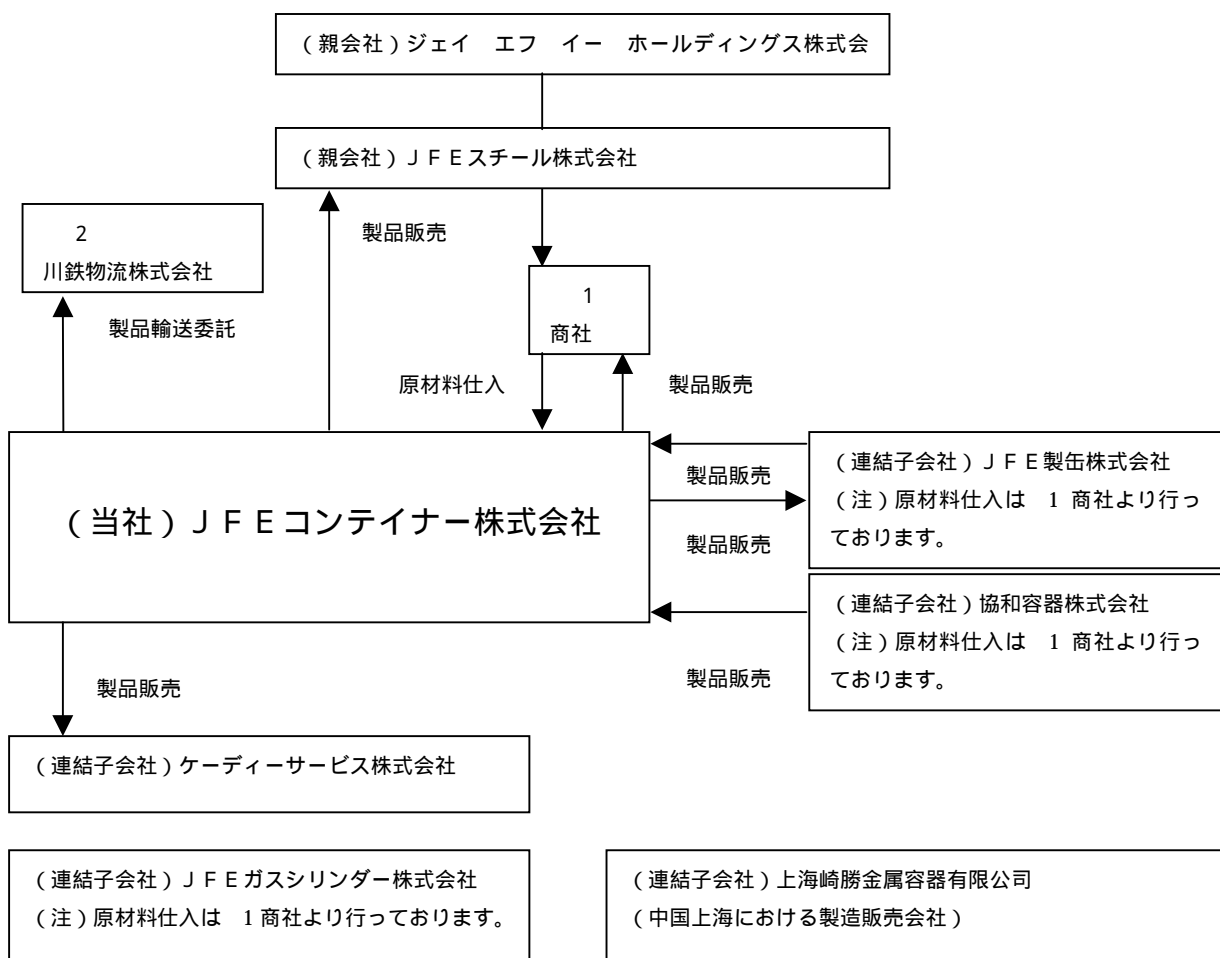 （親会社）ジェイ　エフ　イー　ホールディングス株式会
（親会社）ＪＦＥスチール株式会社
2
川鉄物流株式会社
製品販売
1
商社
製品輸送委託
原材料仕入
製品販売
（当社）ＪＦＥコンテイナー株式会社
製品販売
製品販売
（連結子会社）ＪＦＥ製缶株式会社
（注）原材料仕入は　1 商社より行っ
ております。
（連結子会社）協和容器株式会社
（注）原材料仕入は　1 商社より行っ
ております。
製品販売
製品販売
（連結子会社）ケーディーサービス株式会社
（連結子会社）ＪＦＥガスシリンダー株式会社
（注）原材料仕入は　1 商社より行っております。
（連結子会社）上海崎勝金属容器有限公司
（中国上海における製造販売会社）